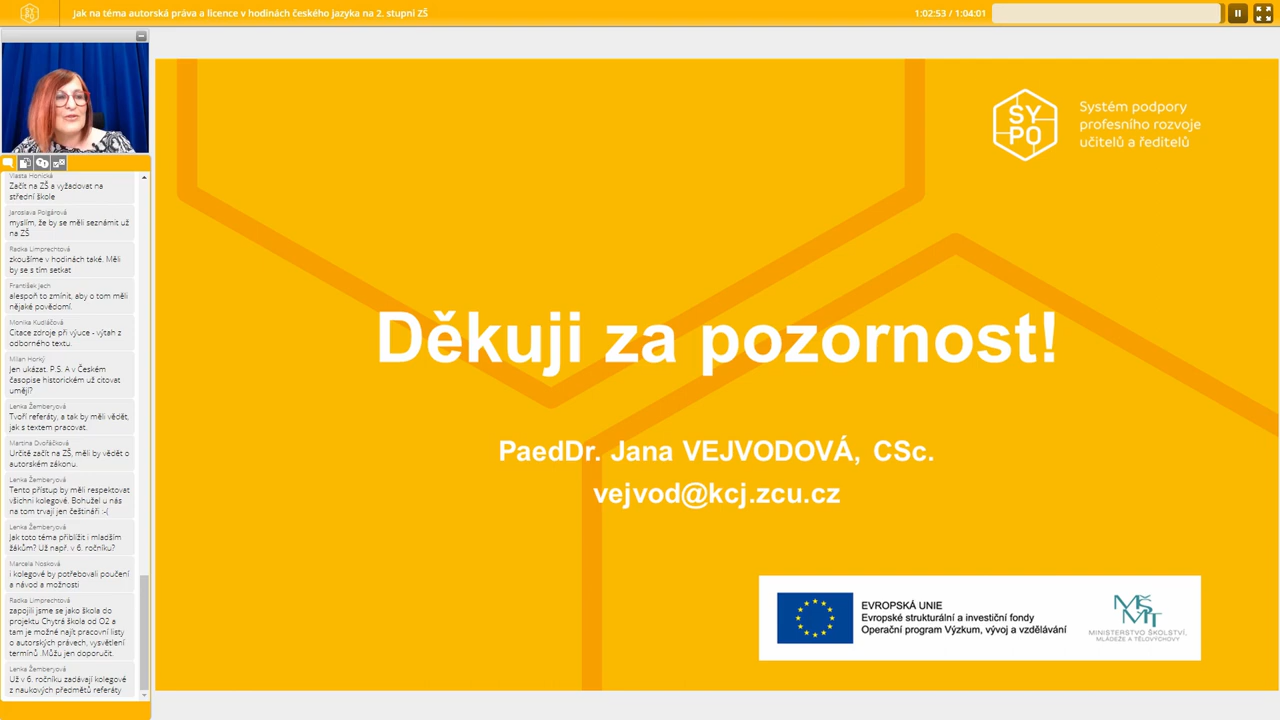 Jak na téma autorská práva a licence v hodinách českého jazyka na 2. stupni ZŠ
1:02:53 / 1:04:01
Vlasta Honická
Začít na ZŠ a vyžadovat na
střední škole
Jaroslava Polgárová
myslím, že by se měli seznámit už
na ZŠ
Radka Limprechtová
zkoušíme v hodinách také. Měli
by se s tím setkat
František Jech
alespoň to zmínit, aby o tom měli
nějaké povědomí.
Monika Kudláčová
Citace zdroje při výuce - výtah z
odborného textu.
Milan Horký
Jen ukázat. P.S. A v Českém
časopise historickém už citovat
umějí?
Lenka Žemberyová
Tvoří referáty, a tak by měli vědět,
jak s textem pracovat.
Martina Dvořáčková
Určitě začít na ZŠ, měli by vědět o
autorském zákonu.
Lenka Žemberyová
Tento přístup by měli respektovat
všichni kolegové. Bohužel u nás
na tom trvají jen češtináři :-(
Lenka Žemberyová
Jak toto téma přiblížit i mladším
žákům? Už např. v 6. ročníku?
Marcela Nosková
i kolegové by potřebovali poučení
a návod a možnosti
Radka Limprechtová
zapojili jsme se jako škola do
projektu Chytrá škola od O2 a
tam je možné najít pracovní listy
o autorských právech, vysvětlení
termínů .Můžu jen doporučit.
Lenka Žemberyová
Už v 6. ročníku zadávají kolegové
z naukových předmětů referáty
SY
PO
Systém podpory
profesního rozvoje
učitelů a ředitelů
Děkuji za pozornost!
PaedDr. Jana VEJVODOVÁ, CSc.
vejvod@kcj.zcu.cz
EVROPSKÁ UNIE
Evropské strukturální a investiční fondy
Operační program Výzkum, vývoj a vzdělávání
MŠMT
MINISTERSTVO ŠKOLSTVÍ,
MLÁDEŽE A TĚLOVÝCHOVY